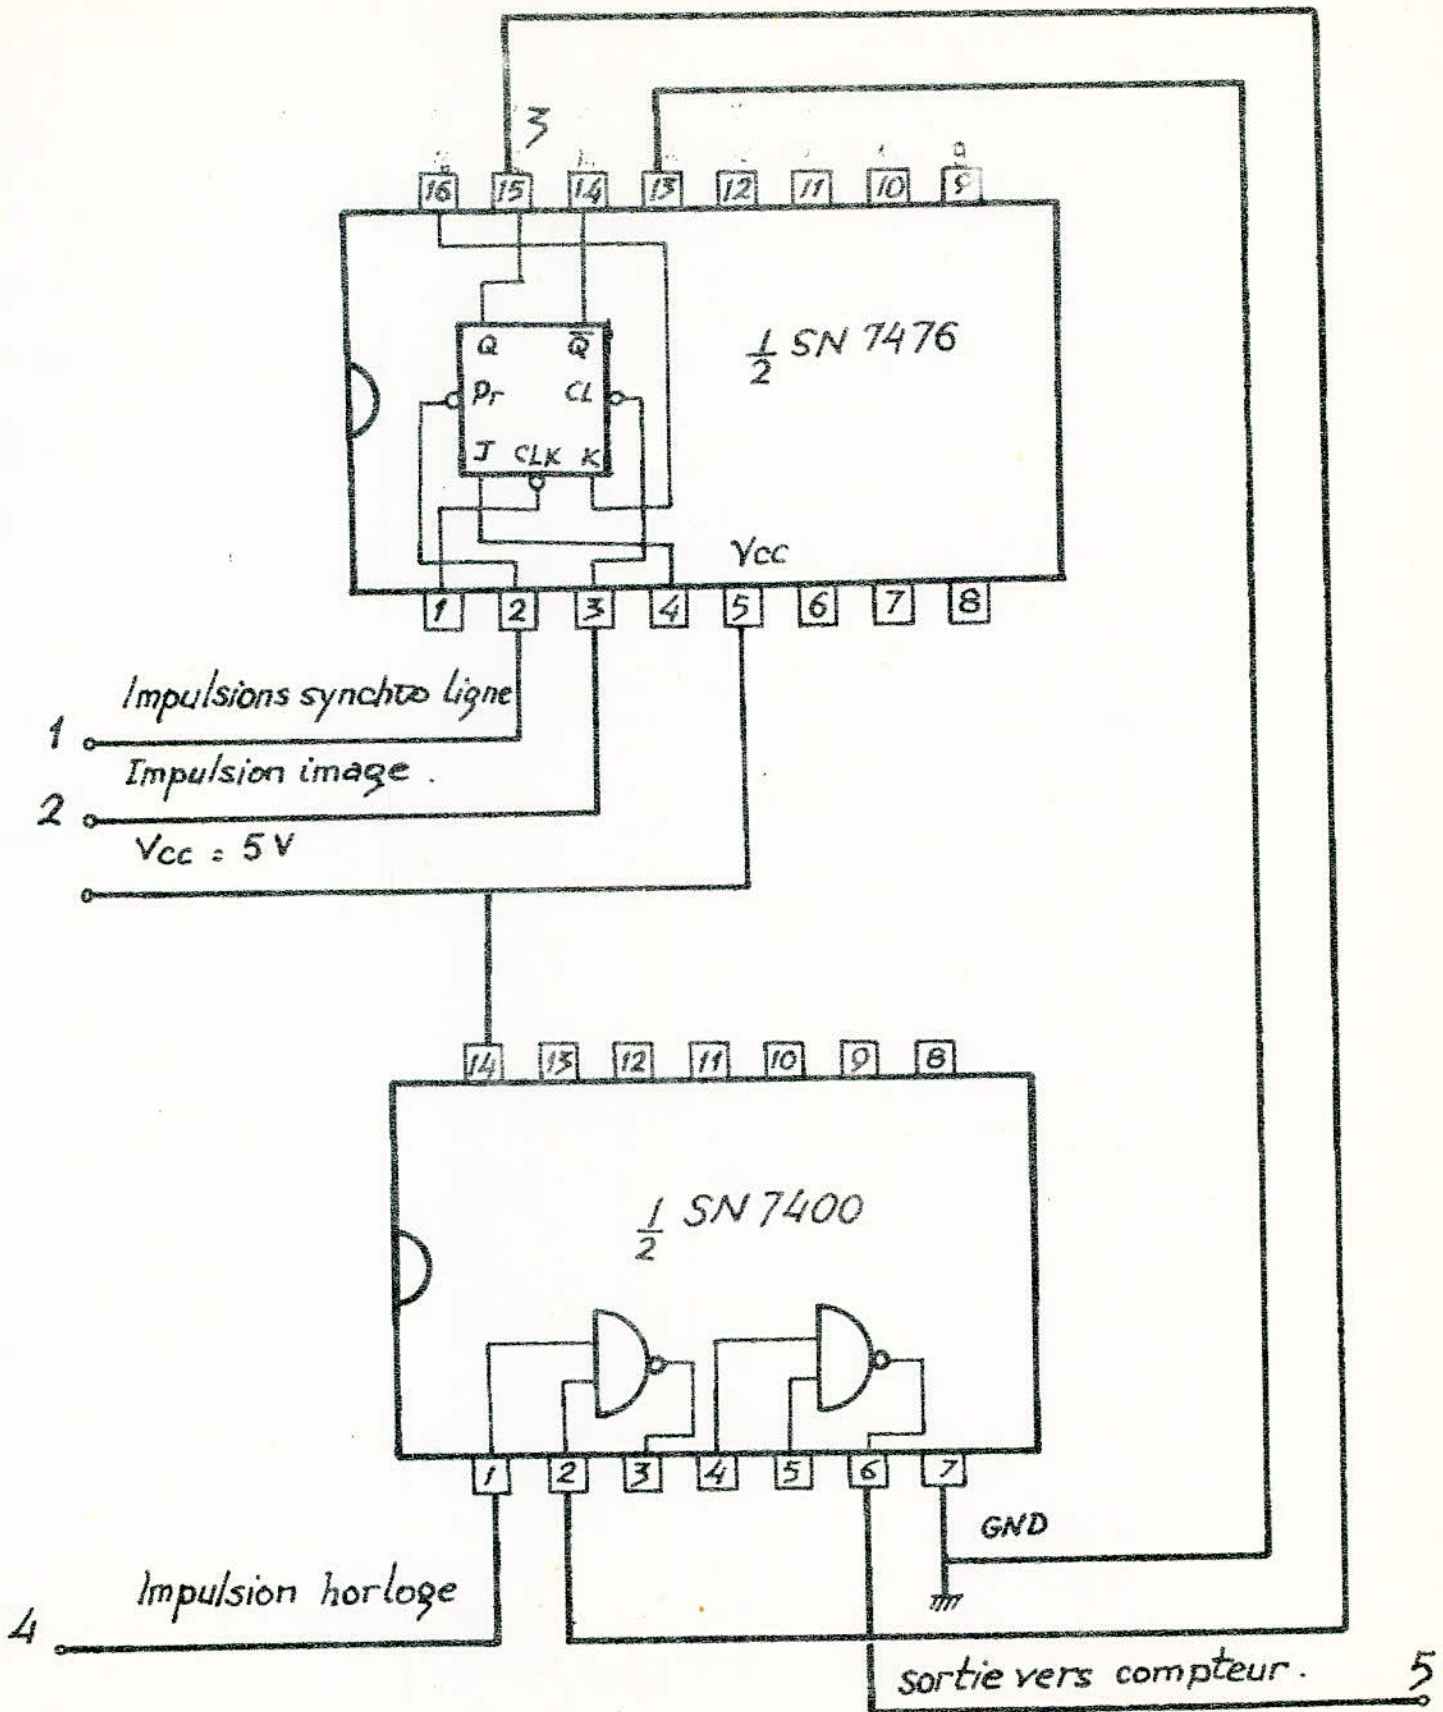 3
16 15 14 13 12 11 10 9
½ SN 7476
Q Q̅
Pr CL
J CLK K
Vcc
1 2 3 4 5 6 7 8
Impulsions synchro ligne
1
Impulsion image .
2
Vcc = 5 V
14 13 12 11 10 9 8
½ SN 7400
1 2 3 4 5 6 7
GND
Impulsion horloge
4
sortie vers compteur . 5